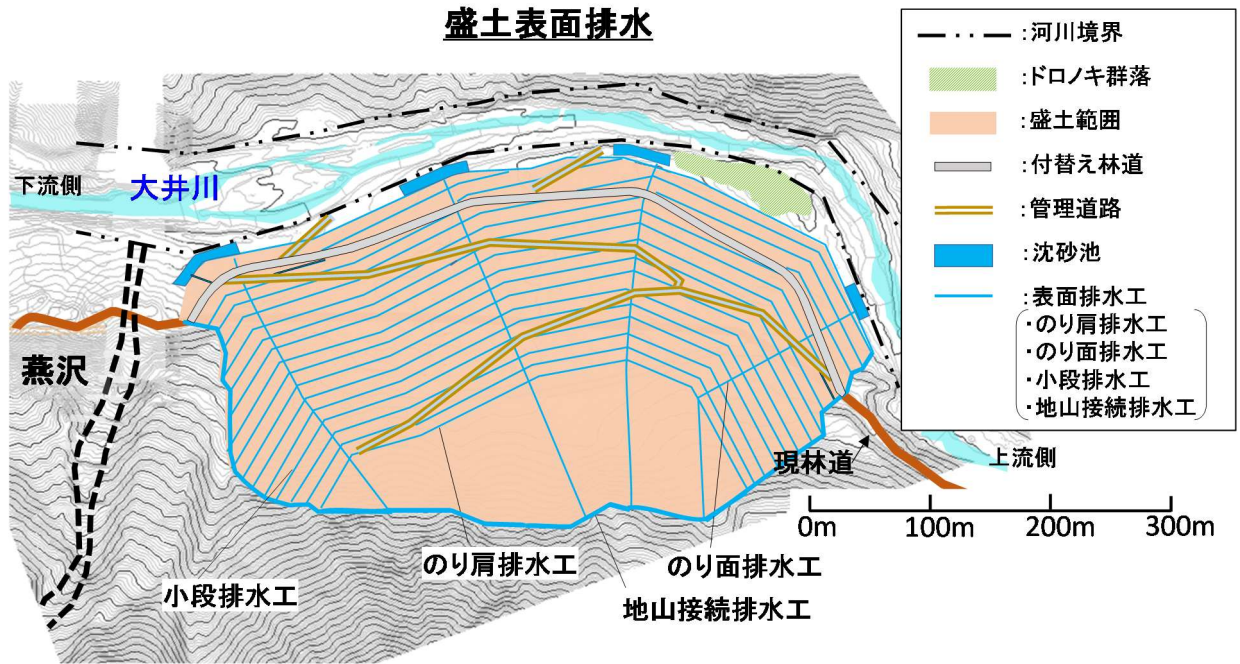 盛土表面排水
:河川境界
:ドロノキ群落
:盛土範囲
:付替え林道
:管理道路
:沈砂池
:表面排水工
・のり肩排水工
・のり面排水工
・小段排水工
・地山接続排水工
下流側
大井川
燕沢
現林道
上流側
0m
100m
200m
300m
のり肩排水工
のり面排水工
小段排水工
地山接続排水工